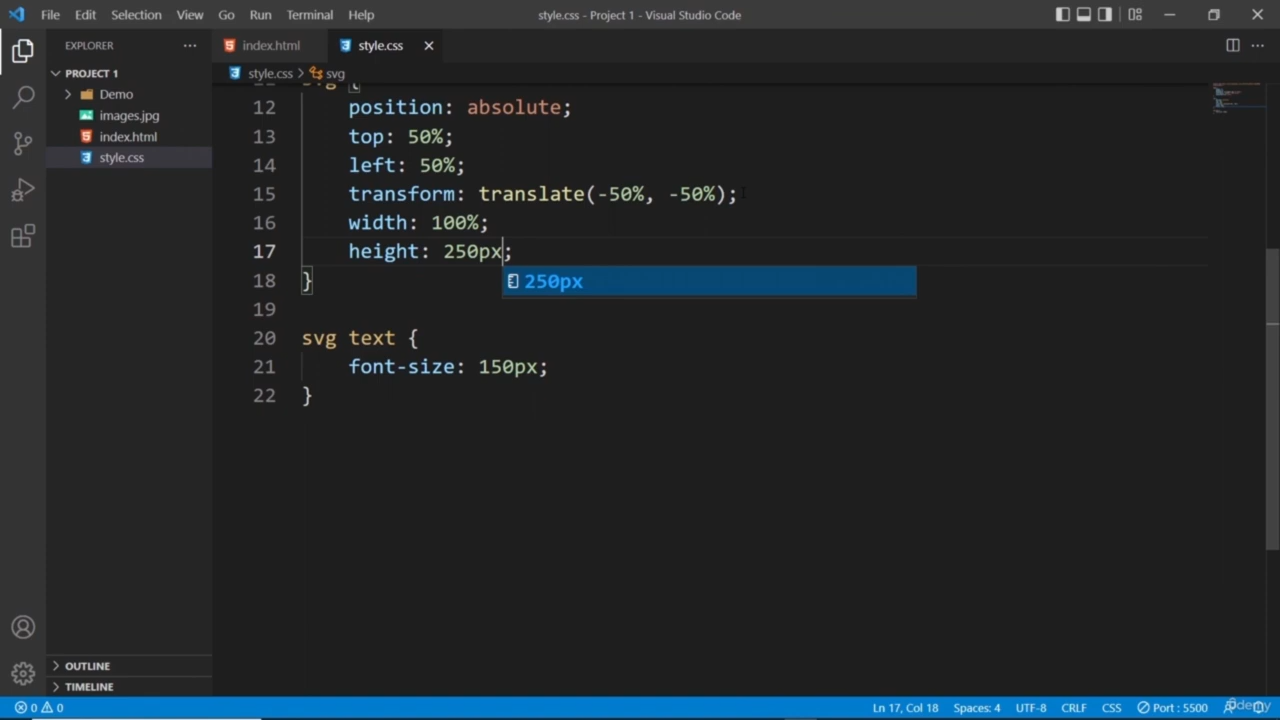 File Edit Selection View Go Run Terminal Help style.css - Project 1 - Visual Studio Code
EXPLORER
index.html
style.css
PROJECT 1
style.css > svg
Demo
images.jpg
index.html
style.css
svg {
12 position: absolute;
13 top: 50%;
14 left: 50%;
15 transform: translate(-50%, -50%);
16 width: 100%;
17 height: 250px;
250px
18 }
19
20 svg text {
21 font-size: 150px;
22 }
OUTLINE
TIMELINE
0 0 Ln 17, Col 18 Spaces: 4 UTF-8 CRLF CSS Port : 5500
Udemy